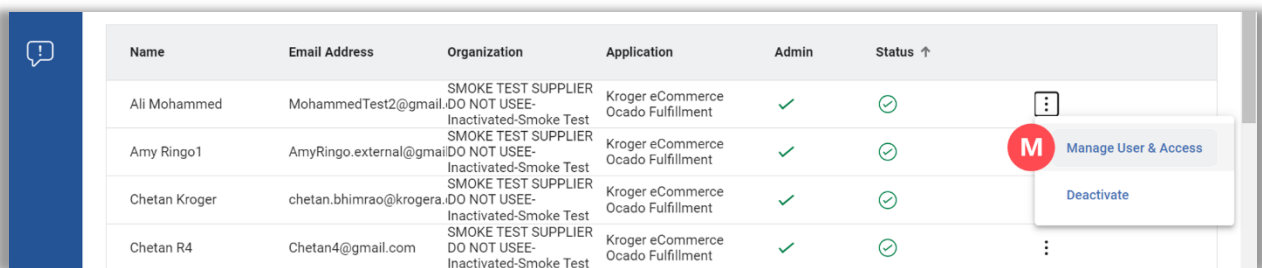 Name Email Address Organization Application Admin Status ↑
Ali Mohammed MohammedTest2@gmail. SMOKE TEST SUPPLIER Kroger eCommerce
DO NOT USEE- Ocado Fulfillment
Inactivated-Smoke Test
M Manage User & Access
Amy Ringo1 AmyRingo.external@gmail SMOKE TEST SUPPLIER Kroger eCommerce
DO NOT USEE- Ocado Fulfillment
Inactivated-Smoke Test
Deactivate
Chetan Kroger chetan.bhimrao@krogera. SMOKE TEST SUPPLIER Kroger eCommerce
DO NOT USEE- Ocado Fulfillment
Inactivated-Smoke Test
Chetan R4 Chetan4@gmail.com SMOKE TEST SUPPLIER Kroger eCommerce
DO NOT USEE- Ocado Fulfillment
Inactivated-Smoke Test